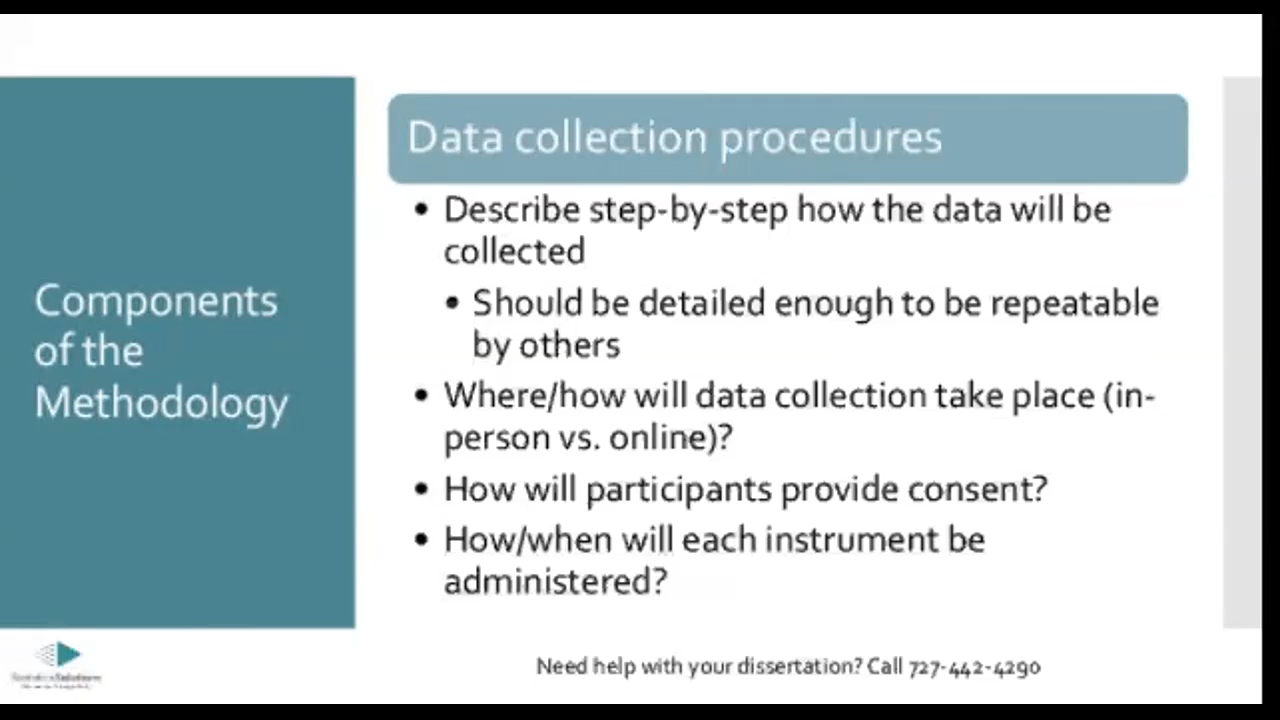 Components
of the
Methodology
Data collection procedures
• Describe step-by-step how the data will be
collected
• Should be detailed enough to be repeatable
by others
• Where/how will data collection take place (in-
person vs. online)?
• How will participants provide consent?
• How/when will each instrument be
administered?
Need help with your dissertation? Call 727-442-4290